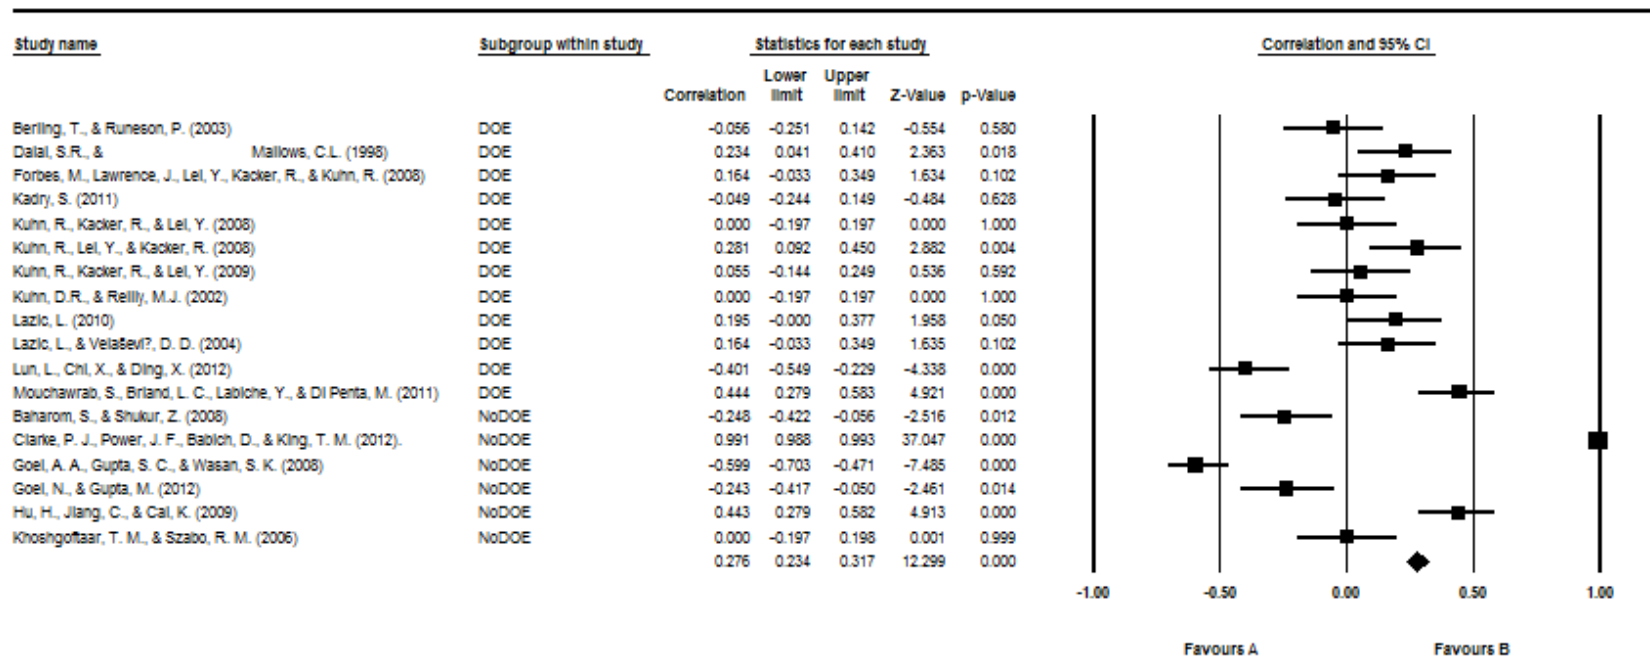 Study name Subgroup within study Statistics for each study Correlation and 95% CI
Correlation Lower limit Upper limit Z-Value p-Value
Berling, T., & Runeson, P. (2003) DOE -0.056 -0.251 0.142 -0.554 0.580
Dalal, S.R., & Mallows, C.L. (1998) DOE 0.234 0.041 0.410 2.363 0.018
Forbes, M., Lawrence, J., Lei, Y., Kacker, R., & Kuhn, R. (2008) DOE 0.164 -0.033 0.349 1.634 0.102
Kadry, S. (2011) DOE -0.049 -0.244 0.149 -0.484 0.628
Kuhn, R., Kacker, R., & Lei, Y. (2008) DOE 0.000 -0.197 0.197 0.000 1.000
Kuhn, R., Lei, Y., & Kacker, R. (2008) DOE 0.281 0.092 0.450 2.882 0.004
Kuhn, R., Kacker, R., & Lei, Y. (2009) DOE 0.055 -0.144 0.249 0.536 0.592
Kuhn, D.R., & Reilly, M.J. (2002) DOE 0.000 -0.197 0.197 0.000 1.000
Lazic, L. (2010) DOE 0.195 -0.000 0.377 1.958 0.050
Lazic, L., & Velaševi?, D. D. (2004) DOE 0.164 -0.033 0.349 1.635 0.102
Lun, L., Chi, X., & Ding, X. (2012) DOE -0.401 -0.549 -0.229 -4.338 0.000
Mouchawrab, S., Briand, L. C., Labiche, Y., & Di Penta, M. (2011) DOE 0.444 0.279 0.583 4.921 0.000
Baharom, S., & Shukur, Z. (2008) NoDOE -0.248 -0.422 -0.056 -2.516 0.012
Clarke, P. J., Power, J. F., Babich, D., & King, T. M. (2012). NoDOE 0.991 0.988 0.993 37.047 0.000
Goel, A. A., Gupta, S. C., & Wasan, S. K. (2008) NoDOE -0.599 -0.703 -0.471 -7.485 0.000
Goel, N., & Gupta, M. (2012) NoDOE -0.243 -0.417 -0.050 -2.461 0.014
Hu, H., Jiang, C., & Cai, K. (2009) NoDOE 0.443 0.279 0.582 4.913 0.000
Khoshgoftaar, T. M., & Szabo, R. M. (2006) NoDOE 0.000 -0.197 0.198 0.001 0.999
0.276 0.234 0.317 12.299 0.000
-1.00 -0.50 0.00 0.50 1.00
Favours A Favours B